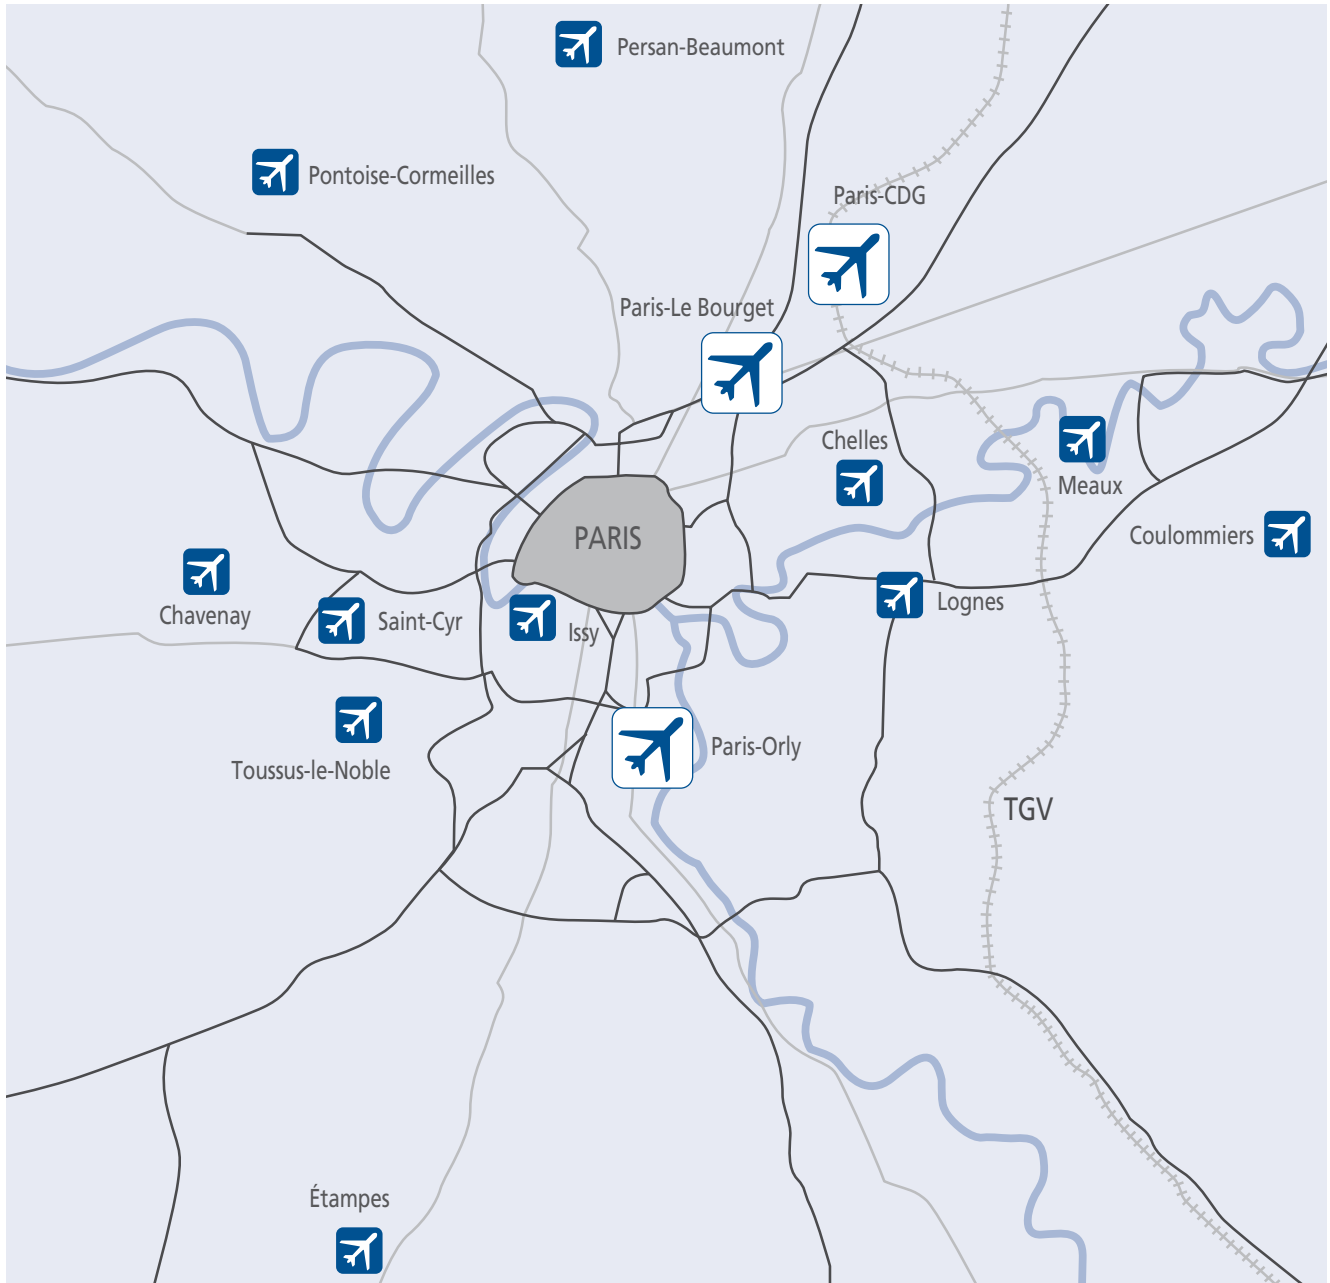 Persan-Beaumont
Pontoise-Cormeilles
Paris-CDG
Paris-Le Bourget
Chelles
Meaux
Coulommiers
PARIS
Chavenay
Saint-Cyr
Issy
Lognes
Toussus-le-Noble
Paris-Orly
TGV
Étampes